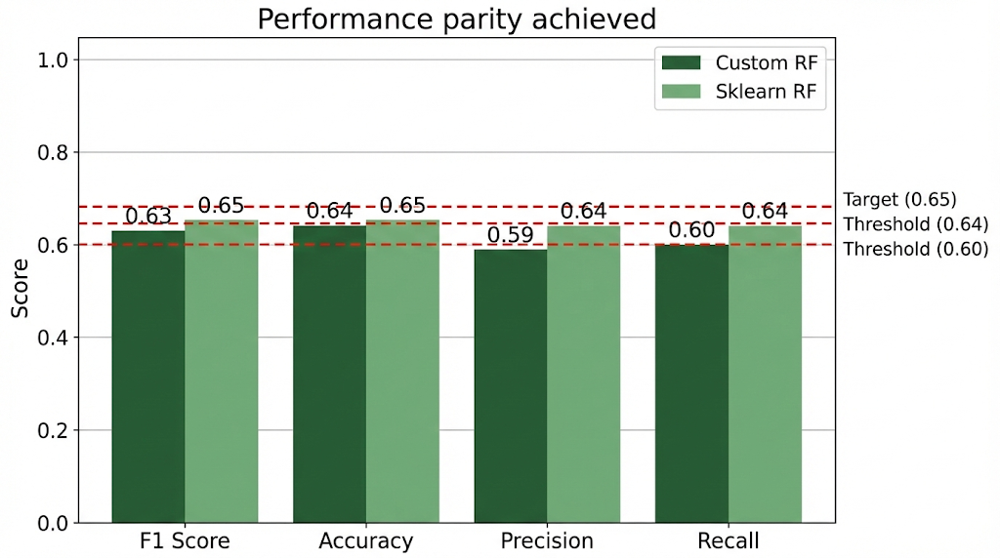 Performance parity achieved
1.0
0.8
0.6
0.4
0.2
0.0
Score
Custom RF
Sklearn RF
0.63
0.65
0.64
0.65
0.59
0.64
0.60
0.64
Target (0.65)
Threshold (0.64)
Threshold (0.60)
F1 Score
Accuracy
Precision
Recall